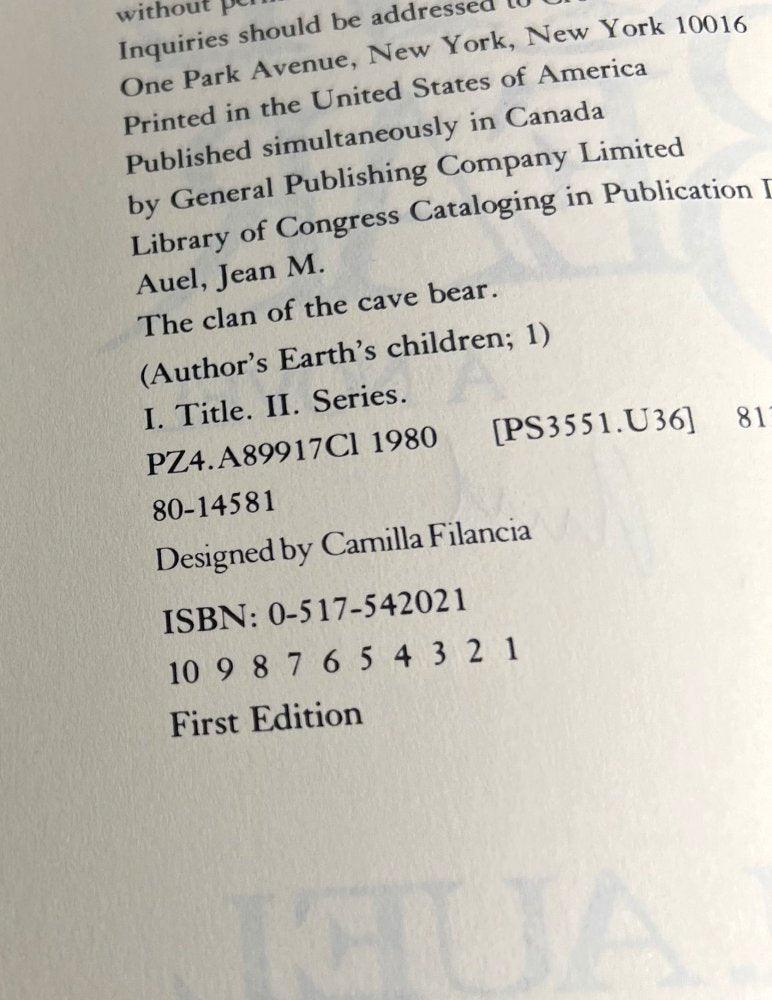 without
Inquiries should be addressed to
One Park Avenue, New York, New York 10016
Printed in the United States of America
Published simultaneously in Canada
by General Publishing Company Limited
Library of Congress Cataloging in Publication
Auel, Jean M.
The clan of the cave bear.
(Author's Earth's children; 1)
I. Title. II. Series.
PZ4.A89917Cl 1980 [PS3551.U36]
80-14581
Designed by Camilla Filancia
ISBN: 0-517-542021
10 9 8 7 6 5 4 3 2 1
First Edition
AUEL